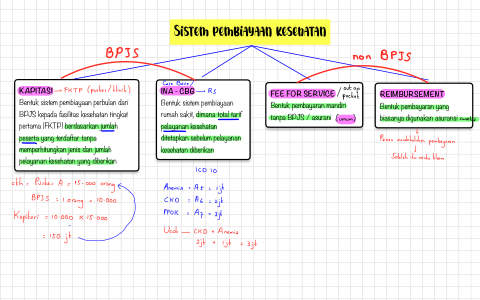 Sistem pembiayaan kesehatan
BPJS
non BPJS
KAPITASI → FKTP (puskes/klinik)
Bentuk sistem pembiayaan perbulan dari
BPJS kepada fasilitas kesehatan tingkat
pertama (FKTP) berdasarkan jumlah
peserta yang terdaftar tanpa
memperhitungkan jenis dan jumlah
pelayanan kesehatan yang diberikan
cth = Puskes A = 15.000 orang
BPJS = 1 orang = 10.000
Kapitasi = 10.000 x 15.000
= 150 jt
Case Base /
INA - CBG → RS
Bentuk sistem pembiayaan
rumah sakit, dimana total tarif
pelayanan kesehatan
ditetapkan sebelum pelayanan
kesehatan diberikan
ICD 10
Anemia = A5 = 1jt
CKD = A6 = 2jt
PPOK = A7 = 2jt
CKD + Anemia
2jt + 1jt = 3jt
FEE FOR SERVICE / out of pocket
Bentuk pembayaran mandiri
tanpa BPJS / asuransi (umum)
REIMBURSEMENT
Bentuk pembayaran yang
biasanya digunakan asuransi swasta
Pasien mendahulukan pembayaran
↳ Setelah itu